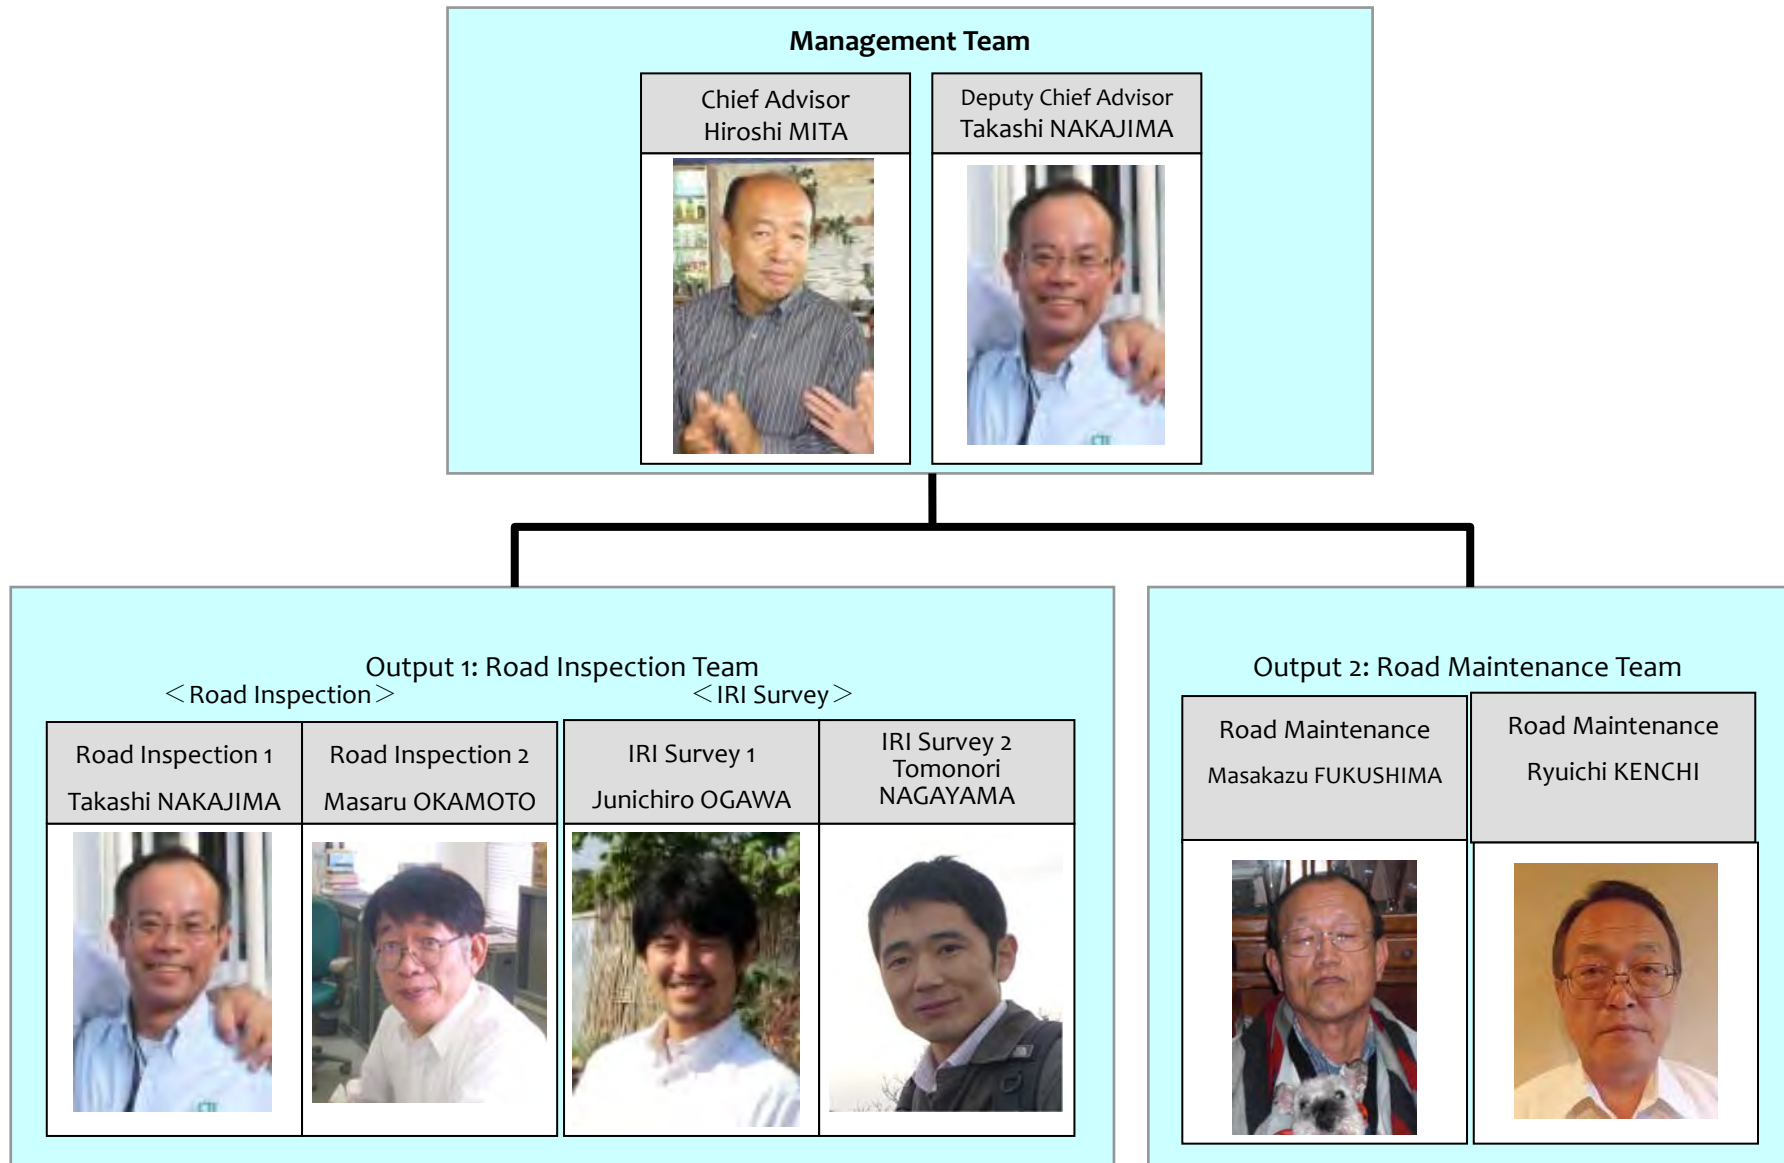 Management Team
Chief Advisor
Hiroshi MITA
Deputy Chief Advisor
Takashi NAKAJIMA
Output 1: Road Inspection Team
＜Road Inspection＞
＜IRI Survey＞
Road Inspection 1
Takashi NAKAJIMA
Road Inspection 2
Masaru OKAMOTO
IRI Survey 1
Junichiro OGAWA
IRI Survey 2
Tomonori
NAGAYAMA
Output 2: Road Maintenance Team
Road Maintenance
Masakazu FUKUSHIMA
Road Maintenance
Ryuichi KENCHI